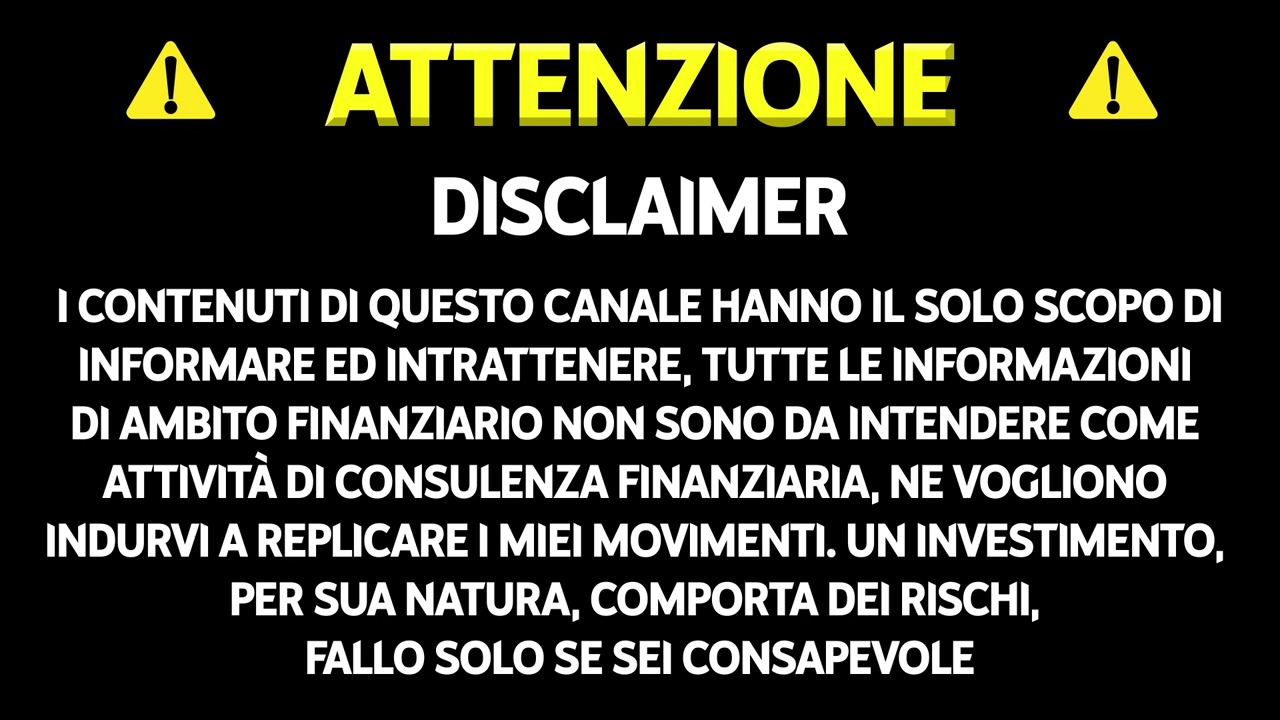 ATTENZIONE
DISCLAIMER
I CONTENUTI DI QUESTO CANALE HANNO IL SOLO SCOPO DI
INFORMARE ED INTRATTENERE, TUTTE LE INFORMAZIONI
DI AMBITO FINANZIARIO NON SONO DA INTENDERE COME
ATTIVITÀ DI CONSULENZA FINANZIARIA, NE VOGLIONO
INDURVI A REPLICARE I MIEI MOVIMENTI. UN INVESTIMENTO,
PER SUA NATURA, COMPORTA DEI RISCHI,
FALLO SOLO SE SEI CONSAPEVOLE